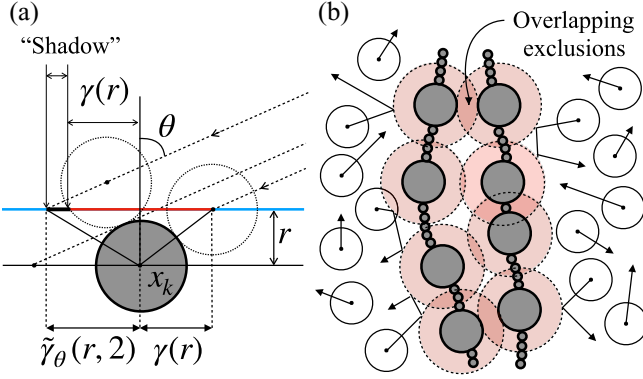 (a)
“Shadow”
γ(r)
θ
r
x_k
γ̃_θ(r, 2)
γ(r)
(b)
Overlapping
exclusions